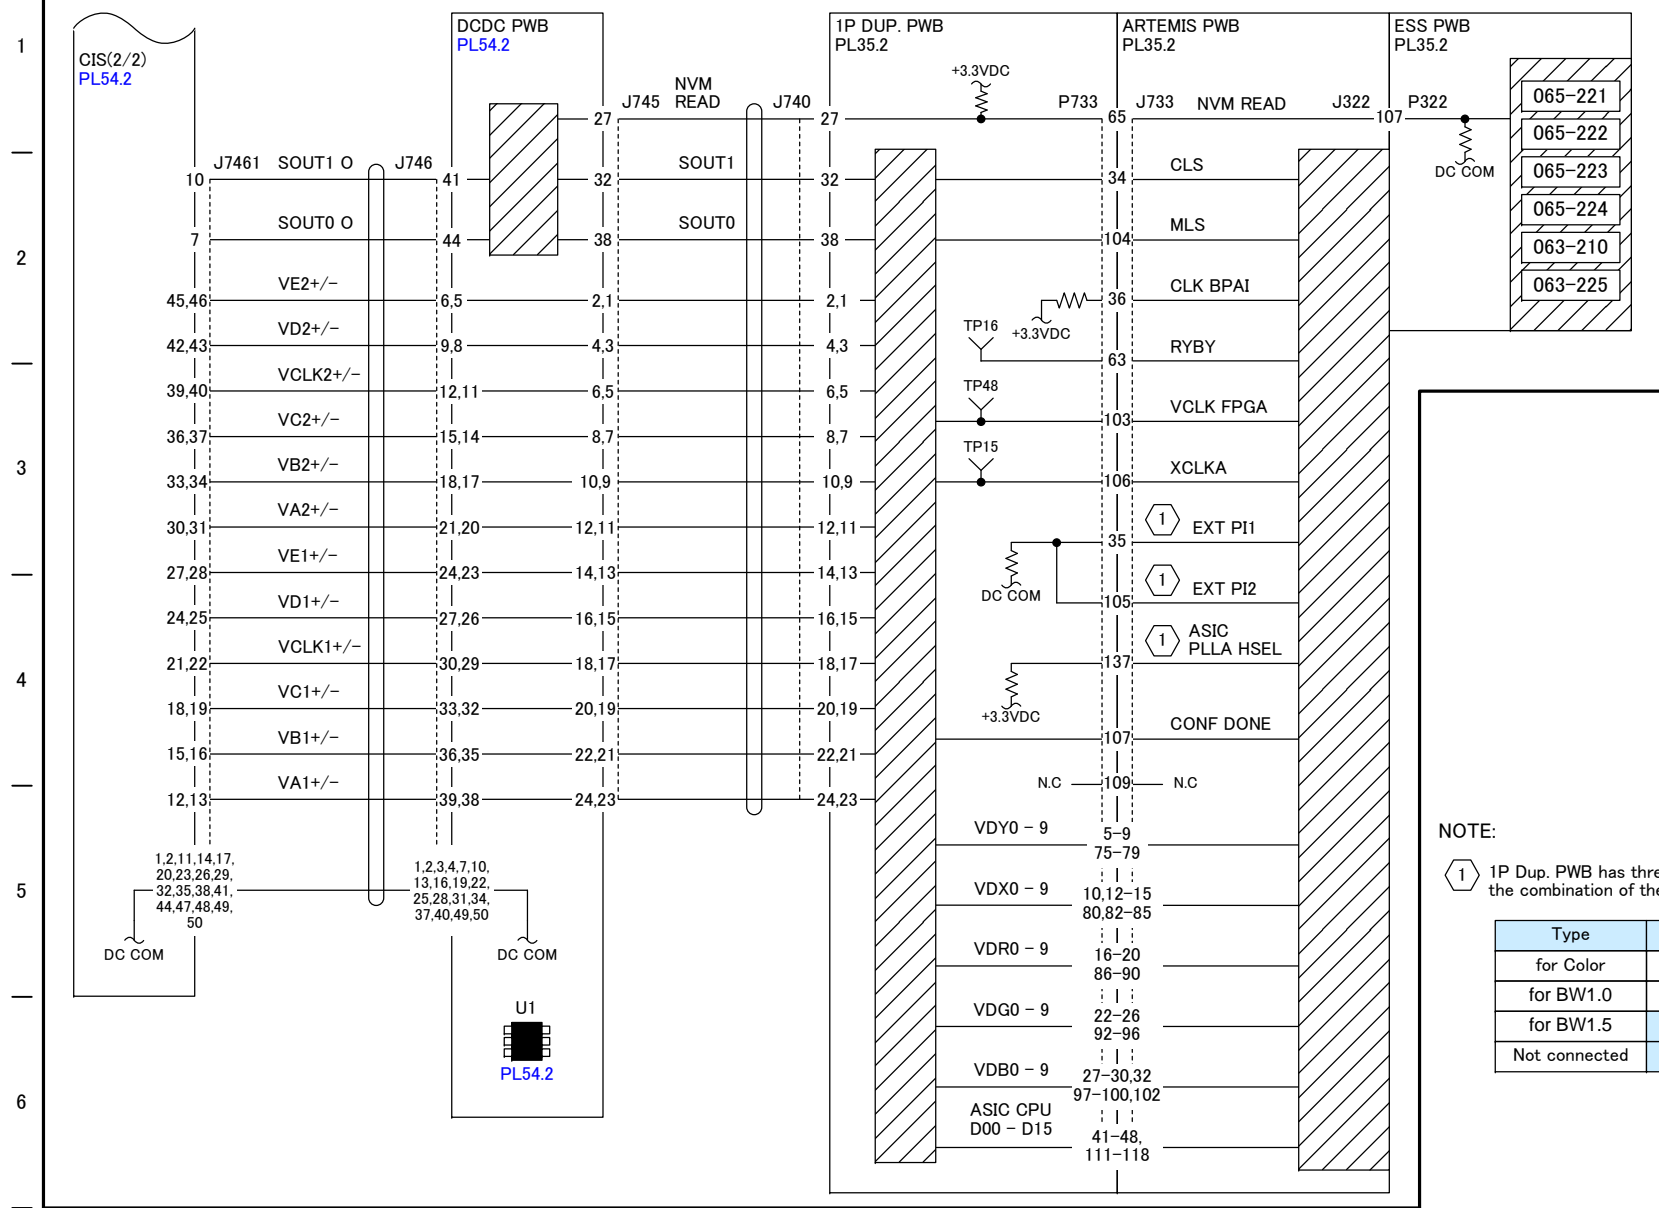 1
2
3
4
5
6
CIS(2/2)
PL54.2
DCDC PWB
PL54.2
1P DUP. PWB
PL35.2
ARTEMIS PWB
PL35.2
ESS PWB
PL35.2
+3.3VDC
J745
NVM
READ
J740
P733
J733
NVM READ
J322
P322
27
27
65
107
DC COM
065-221
065-222
065-223
065-224
063-210
063-225
J7461
SOUT1 O
J746
SOUT1
CLS
10
41
32
32
34
SOUT0 O
SOUT0
MLS
7
44
38
38
104
VE2+/-
CLK BPAI
45,46
6,5
2,1
2,1
36
+3.3VDC
VD2+/-
TP16
RYBY
42,43
9,8
4,3
4,3
63
VCLK2+/-
TP48
VCLK FPGA
39,40
12,11
6,5
6,5
103
VC2+/-
36,37
15,14
8,7
8,7
TP15
XCLKA
VB2+/-
33,34
18,17
10,9
10,9
106
VA2+/-
30,31
21,20
12,11
12,11
1
EXT PI1
35
VE1+/-
27,28
24,23
14,13
14,13
DC COM
1
EXT PI2
105
VD1+/-
24,25
27,26
16,15
16,15
1
ASIC
PLLA HSEL
137
VCLK1+/-
21,22
30,29
18,17
18,17
+3.3VDC
VC1+/-
18,19
33,32
20,19
20,19
CONF DONE
107
VB1+/-
15,16
36,35
22,21
22,21
N.C
109
N.C
VA1+/-
12,13
39,38
24,23
24,23
1,2,11,14,17,
20,23,26,29,
32,35,38,41,
44,47,48,49,
50
DC COM
1,2,3,4,7,10,
13,16,19,22,
25,28,31,34,
37,40,49,50
DC COM
U1
PL54.2
VDY0 - 9
5-9
75-79
VDX0 - 9
10,12-15
80,82-85
VDR0 - 9
16-20
86-90
VDG0 - 9
22-26
92-96
VDB0 - 9
27-30,32
97-100,102
ASIC CPU
D00 - D15
41-48,
111-118
NOTE:
1
1P Dup. PWB has thre
the combination of the
Type
for Color
for BW1.0
for BW1.5
Not connected